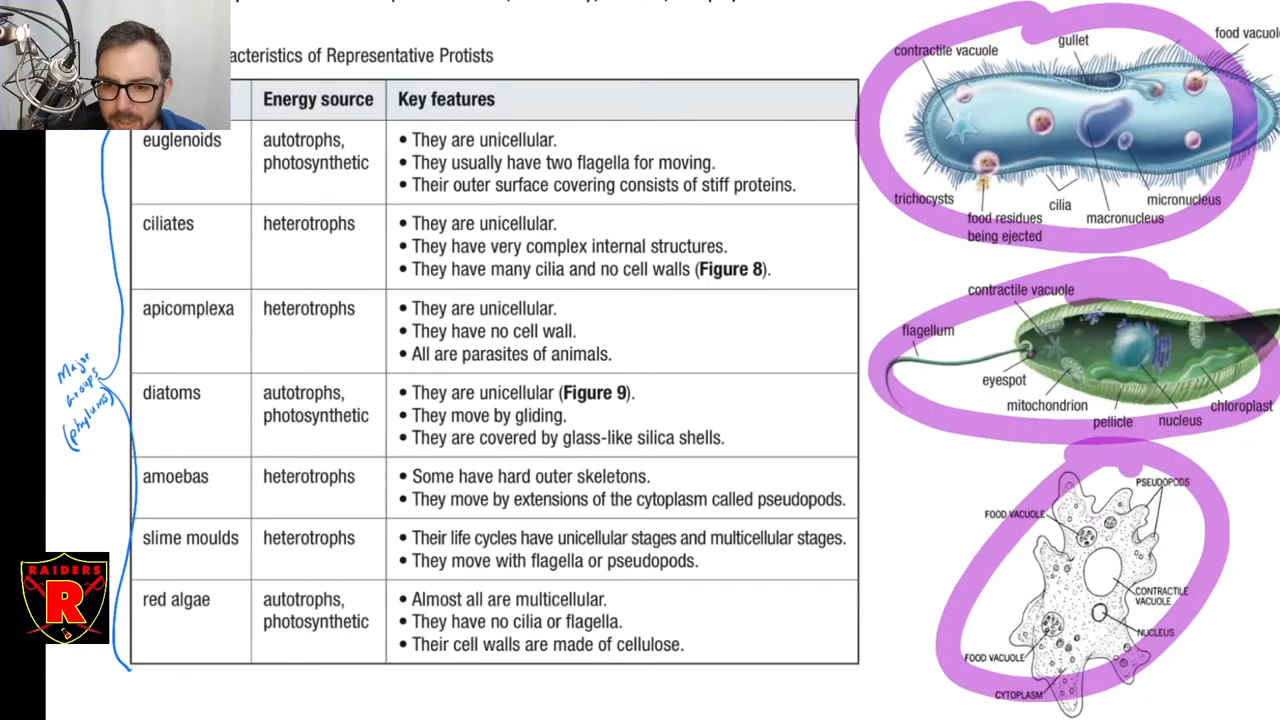 acteristics of Representative Protists
Energy source Key features
euglenoids autotrophs, photosynthetic • They are unicellular.
• They usually have two flagella for moving.
• Their outer surface covering consists of stiff proteins.
ciliates heterotrophs • They are unicellular.
• They have very complex internal structures.
• They have many cilia and no cell walls (Figure 8).
apicomplexa heterotrophs • They are unicellular.
• They have no cell wall.
• All are parasites of animals.
diatoms autotrophs, photosynthetic • They are unicellular (Figure 9).
• They move by gliding.
• They are covered by glass-like silica shells.
amoebas heterotrophs • Some have hard outer skeletons.
• They move by extensions of the cytoplasm called pseudopods.
slime moulds heterotrophs • Their life cycles have unicellular stages and multicellular stages.
• They move with flagella or pseudopods.
red algae autotrophs, photosynthetic • Almost all are multicellular.
• They have no cilia or flagella.
• Their cell walls are made of cellulose.
Major
Groups
(phylums)
RAIDERS
R
contractile vacuole
gullet
food vacuole
trichocysts
food residues
being ejected
cilia
macronucleus
micronucleus
contractile vacuole
flagellum
eyespot
mitochondrion
pellicle
nucleus
chloroplast
PSEUDOPODS
FOOD VACUOLE
CONTRACTILE
VACUOLE
NUCLEUS
FOOD VACUOLE
CYTOPLASM